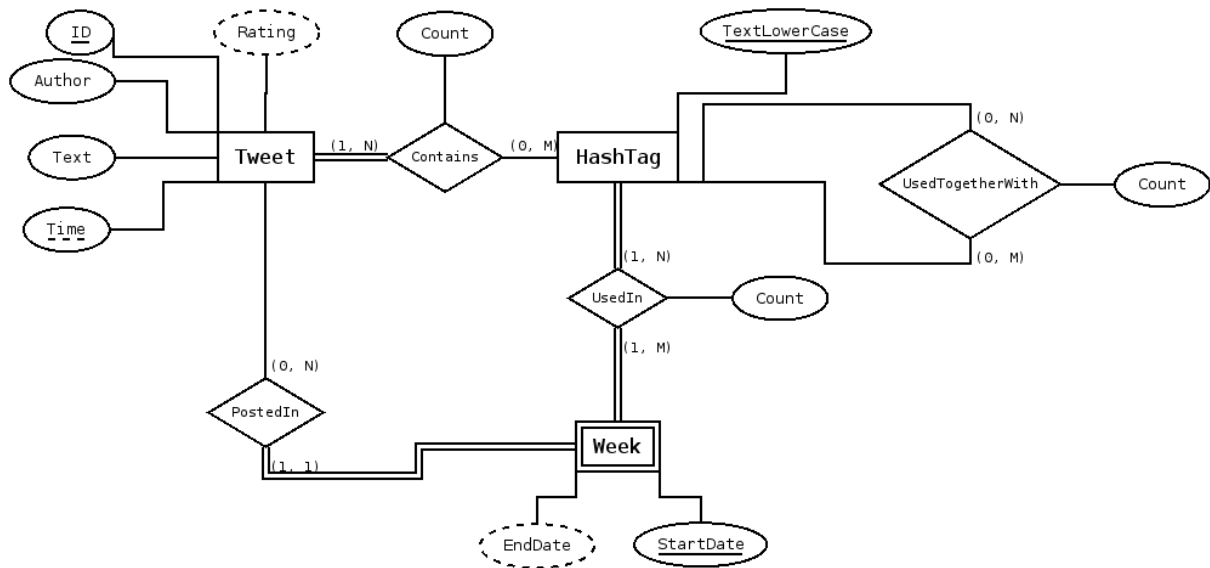 ID
Rating
Count
TextLowerCase
Author
(0, N)
Tweet
(1, N)
Contains
(0, M)
HashTag
Text
UsedTogetherWith
Count
Time
(1, N)
(0, M)
UsedIn
Count
(1, M)
(0, N)
PostedIn
(1, 1)
Week
EndDate
StartDate